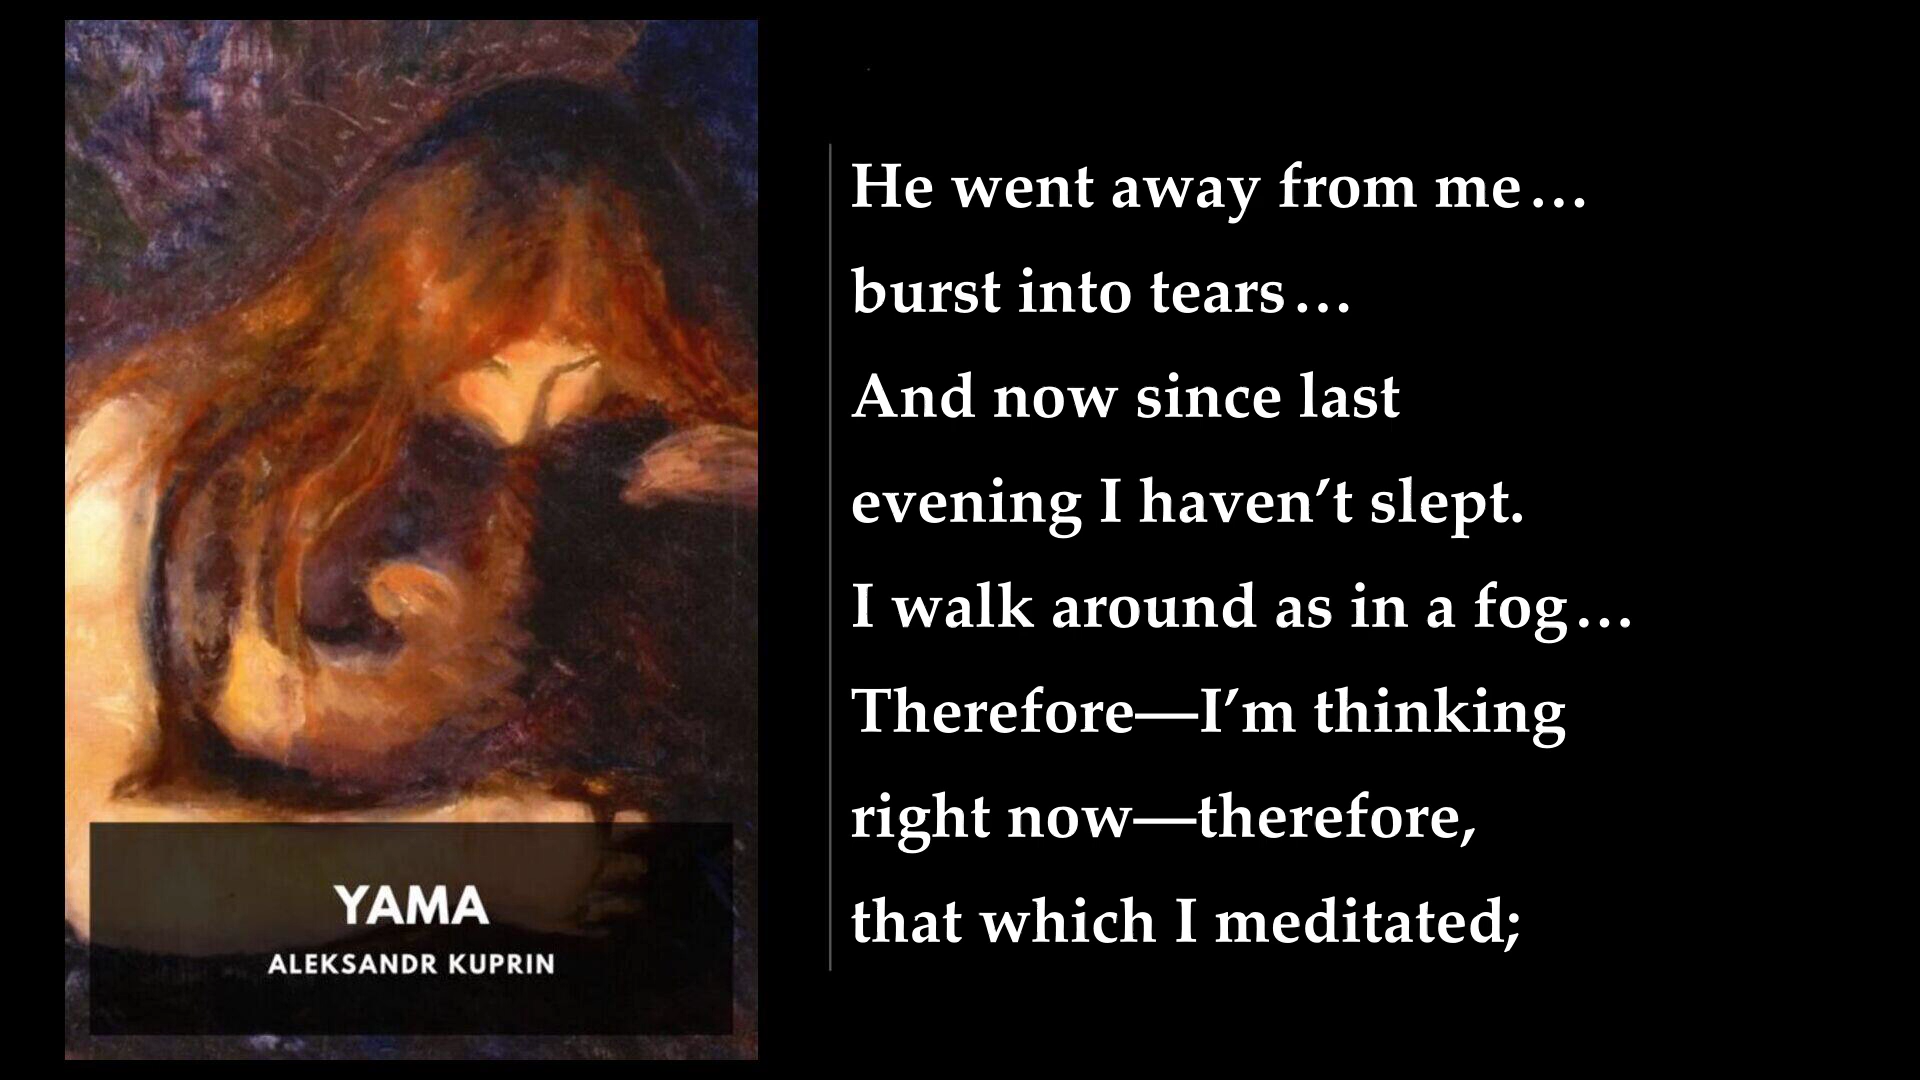 YAMA
ALEKSANDR KUPRIN
He went away from me…
burst into tears…
And now since last
evening I haven’t slept.
I walk around as in a fog…
Therefore—I’m thinking
right now—therefore,
that which I meditated;